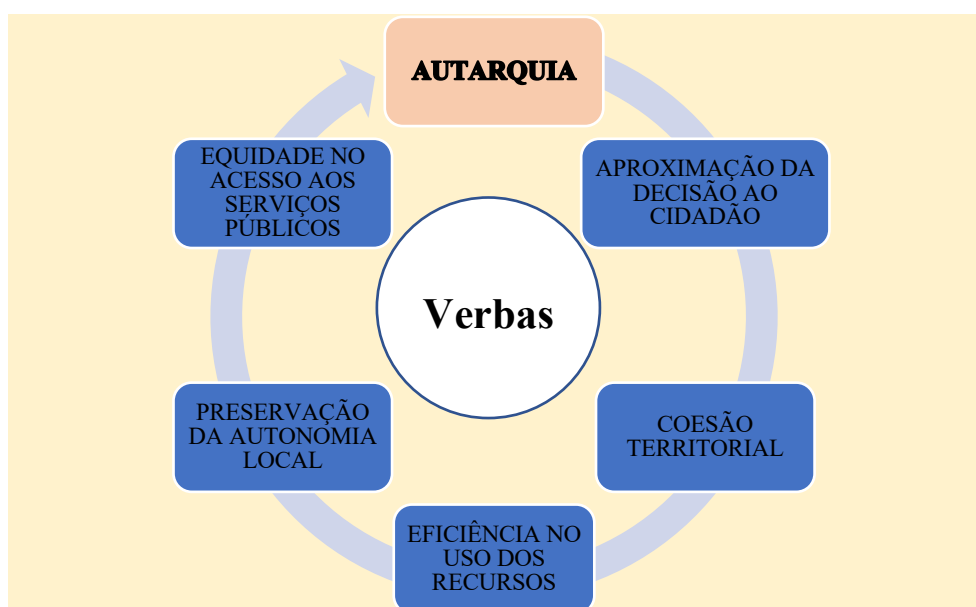 AUTARQUIA
APROXIMAÇÃO DA
DECISÃO AO
CIDADÃO
COESÃO
TERRITORIAL
EFICIÊNCIA NO
USO DOS
RECURSOS
PRESERVAÇÃO
DA AUTONOMIA
LOCAL
EQUIDADE NO
ACESSO AOS
SERVIÇOS
PÚBLICOS
Verbas